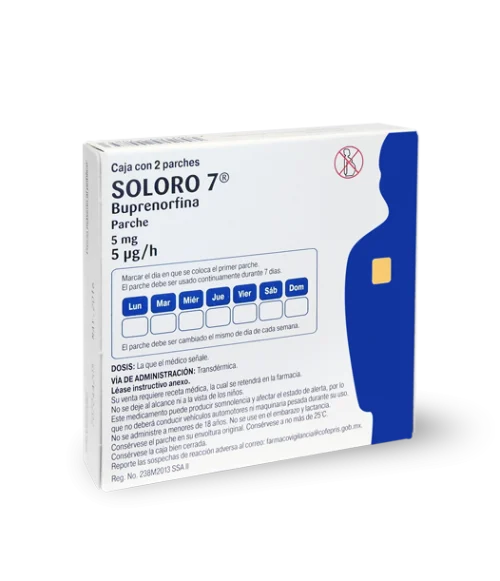 Caja con 2 parches
SOLORO 7®
Buprenorfina
Parche
5 mg
5 µg/h
Marcar el día en que se coloca el primer parche.
El parche debe ser usado continuamente durante 7 días.
Lun Mar Miér Jue Vier Sáb Dom
El parche debe ser cambiado el mismo de día de cada semana.
DOSIS: La que el médico señale.
VÍA DE ADMINISTRACIÓN: Transdérmica.
Léase instructivo anexo.
Su venta requiere receta médica, la cual se retendrá en la farmacia.
No se deje al alcance ni a la vista de los niños.
Este medicamento puede producir somnolencia y afectar el estado de alerta, por lo
que no deberá conducir vehículos automotores ni maquinaria pesada durante su uso.
No se administre a menores de 18 años. No se use en el embarazo y lactancia.
Consérvese el parche en su envoltura original. Consérvese a no más de 25°C.
Consérvese la caja bien cerrada.
Reporte las sospechas de reacción adversa al correo: farmacovigilancia@cofepris.gob.mx.
Reg. No. 238M2013 SSA II